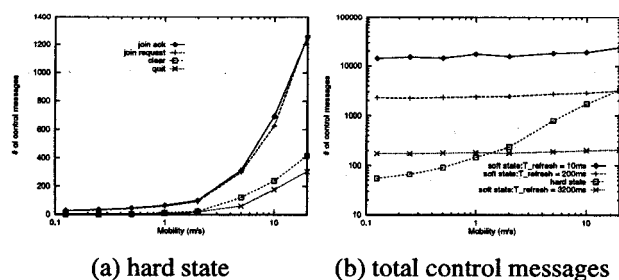 1400
1200
1000
800
600
400
200
0
# of control messages
join ack
join request
clear
quit
0.1 1 10
Mobility (m/s)
(a) hard state
100000
10000
1000
100
10
# of control messages
soft state:T_refresh = 10ms
soft state:T_refresh = 200ms
hard state
soft state:T_refresh = 3200ms
0.1 1 10
Mobility (m/s)
(b) total control messages